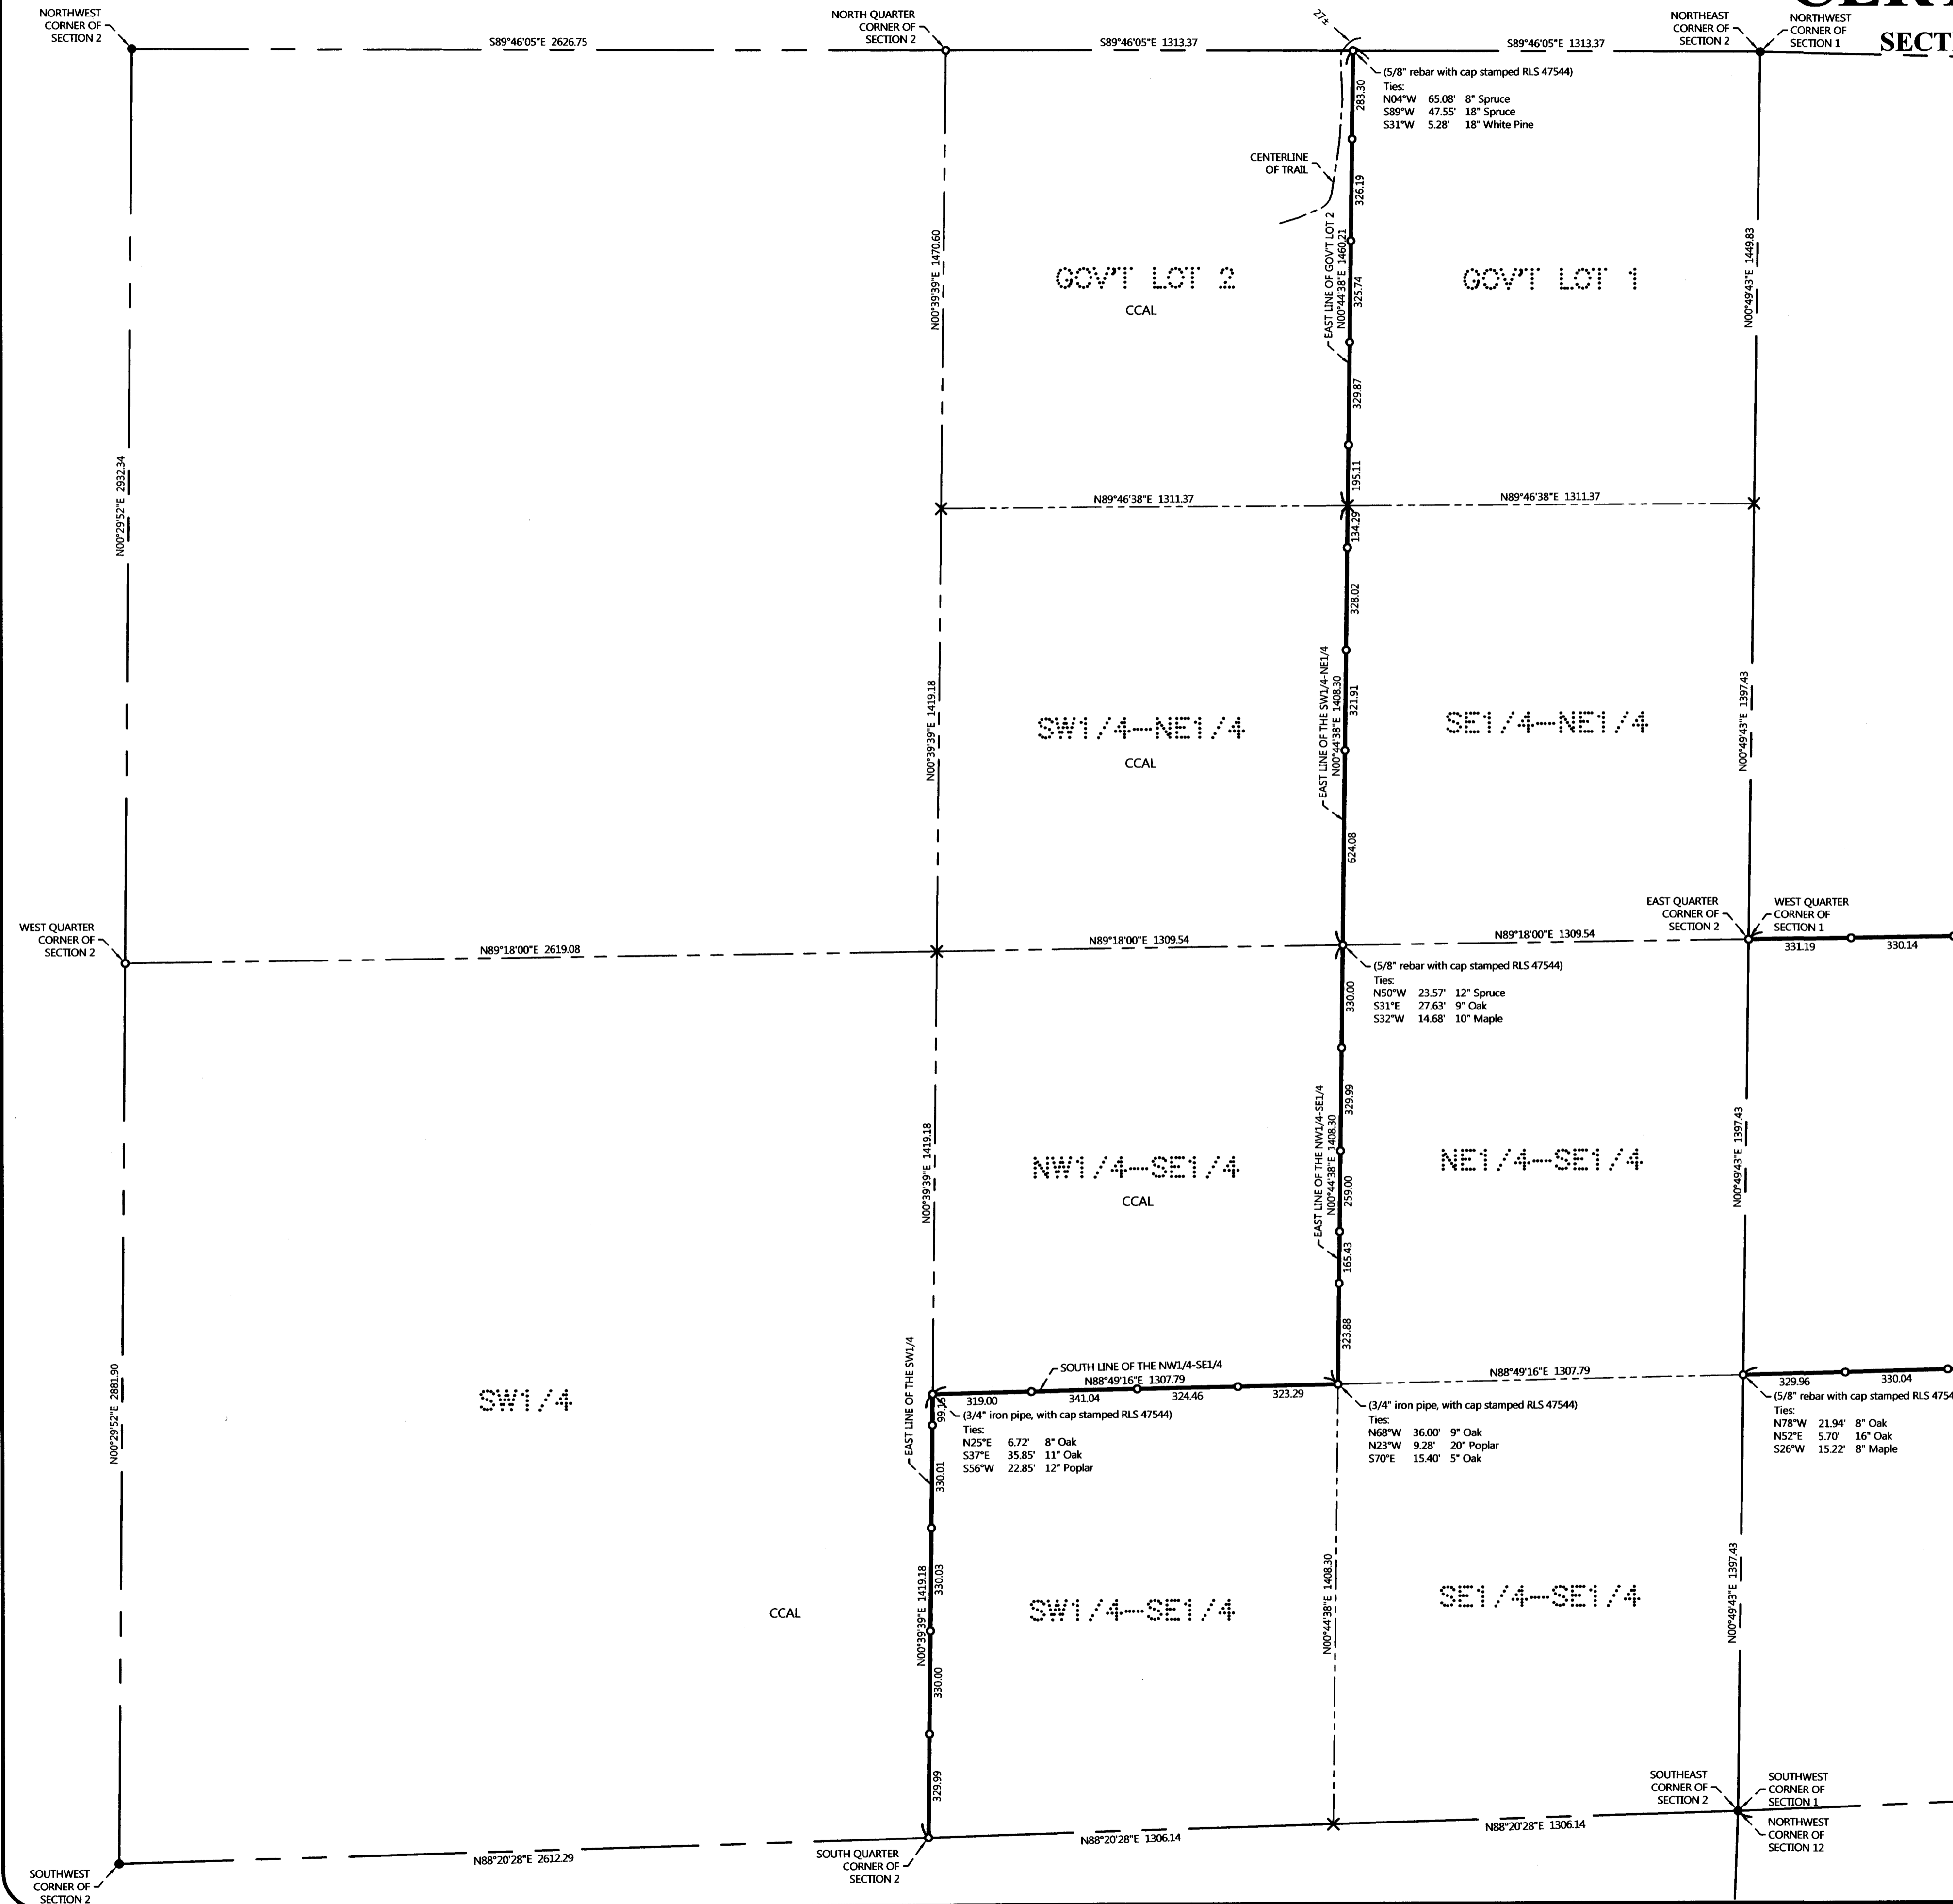 CERT
SECTI
NORTHWEST
CORNER OF
SECTION 2
S89°46'05"E 2626.75
NORTH QUARTER
CORNER OF
SECTION 2
S89°46'05"E 1313.37
27±
S89°46'05"E 1313.37
NORTHEAST
CORNER OF
SECTION 2
NORTHWEST
CORNER OF
SECTION 1
(5/8" rebar with cap stamped RLS 47544)
Ties:
N04°W 65.08' 8" Spruce
S89°W 47.55' 18" Spruce
S31°W 5.28' 18" White Pine
283.30
CENTERLINE
OF TRAIL
326.19
EAST LINE OF GOV'T LOT 2
N00°44'38"E 1460.21
325.74
329.87
195.11
N00°39'39"E 1470.60
N00°49'43"E 1449.83
GOV'T LOT 2
CCAL
GOV'T LOT 1
N00°29'52"E 2932.34
N89°46'38"E 1311.37
N89°46'38"E 1311.37
134.29
328.02
321.91
624.08
EAST LINE OF THE SW1/4-NE1/4
N00°44'38"E 1408.30
N00°39'39"E 1419.18
N00°49'43"E 1397.43
SW1/4-NE1/4
CCAL
SE1/4-NE1/4
WEST QUARTER
CORNER OF
SECTION 2
N89°18'00"E 2619.08
N89°18'00"E 1309.54
N89°18'00"E 1309.54
EAST QUARTER
CORNER OF
SECTION 2
WEST QUARTER
CORNER OF
SECTION 1
331.19
330.14
(5/8" rebar with cap stamped RLS 47544)
Ties:
N50°W 23.57' 12" Spruce
S31°E 27.63' 9" Oak
S32°W 14.68' 10" Maple
330.00
329.99
259.00
165.43
323.88
EAST LINE OF THE NW1/4-SE1/4
N00°44'38"E 1408.30
N00°39'39"E 1419.18
N00°49'43"E 1397.43
NW1/4-SE1/4
CCAL
NE1/4-SE1/4
SOUTH LINE OF THE NW1/4-SE1/4
N88°49'16"E 1307.79
319.00
341.04
324.46
323.29
N88°49'16"E 1307.79
329.96
330.04
(3/4" iron pipe, with cap stamped RLS 47544)
Ties:
N25°E 6.72' 8" Oak
S37°E 35.85' 11" Oak
S56°W 22.85' 12" Poplar
(3/4" iron pipe, with cap stamped RLS 47544)
Ties:
N68°W 36.00' 9" Oak
N23°W 9.28' 20" Poplar
S70°E 15.40' 5" Oak
(5/8" rebar with cap stamped RLS 4754
Ties:
N78°W 21.94' 8" Oak
N52°E 5.70' 16" Oak
S26°W 15.22' 8" Maple
EAST LINE OF THE SW1/4
330.01
330.03
330.00
329.99
N00°29'52"E 2881.90
SW1/4
CCAL
N00°39'39"E 1419.18
N00°44'38"E 1408.30
N00°49'43"E 1397.43
SW1/4-SE1/4
SE1/4-SE1/4
SOUTHWEST
CORNER OF
SECTION 2
N88°20'28"E 2612.29
SOUTH QUARTER
CORNER OF
SECTION 2
N88°20'28"E 1306.14
N88°20'28"E 1306.14
SOUTHEAST
CORNER OF
SECTION 2
SOUTHWEST
CORNER OF
SECTION 1
NORTHWEST
CORNER OF
SECTION 12